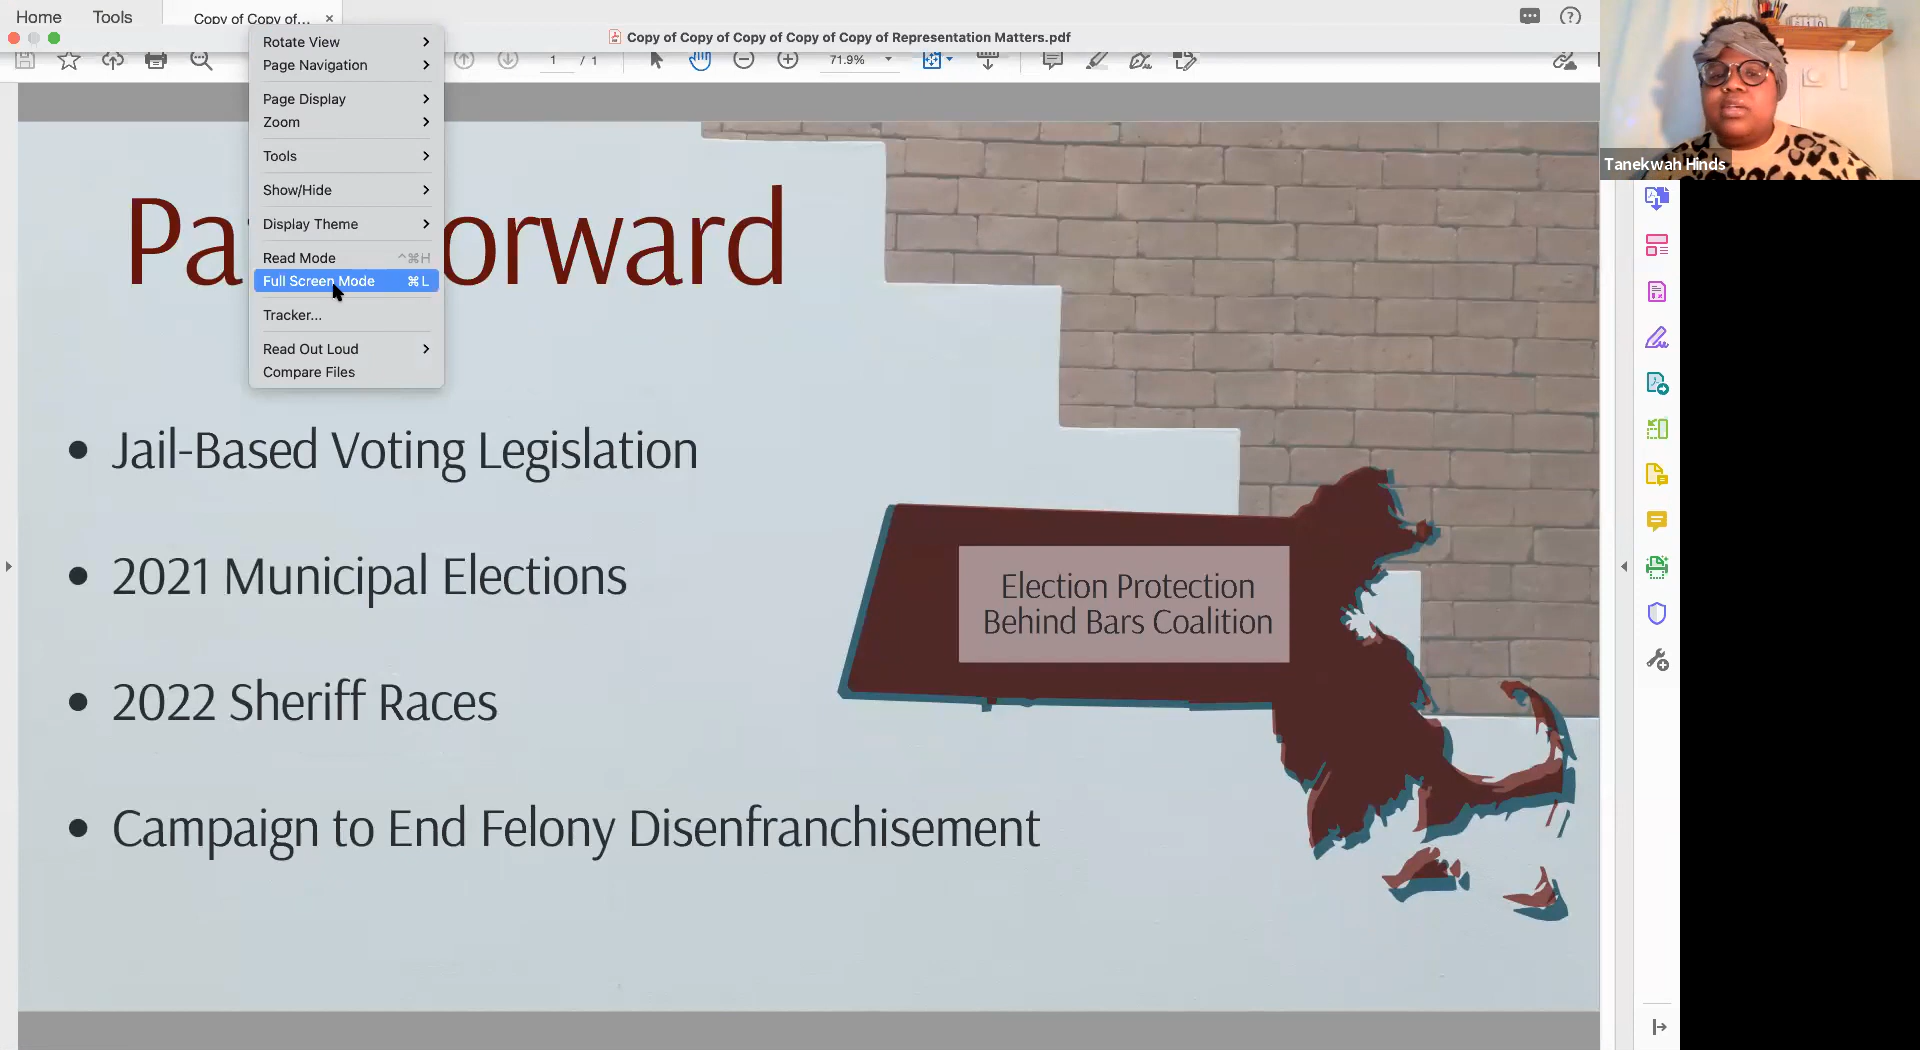 Home
Tools
Copy of Copy of... ×
Copy of Copy of Copy of Copy of Copy of Representation Matters.pdf
1 / 1
71.9%
Rotate View
Page Navigation
Page Display
Zoom
Tools
Show/Hide
Display Theme
Read Mode ^⌘H
Full Screen Mode ⌘L
Tracker...
Read Out Loud
Compare Files
Tanekwah Hinds
Pa orward
• Jail-Based Voting Legislation
• 2021 Municipal Elections
• 2022 Sheriff Races
• Campaign to End Felony Disenfranchisement
Election Protection
Behind Bars Coalition